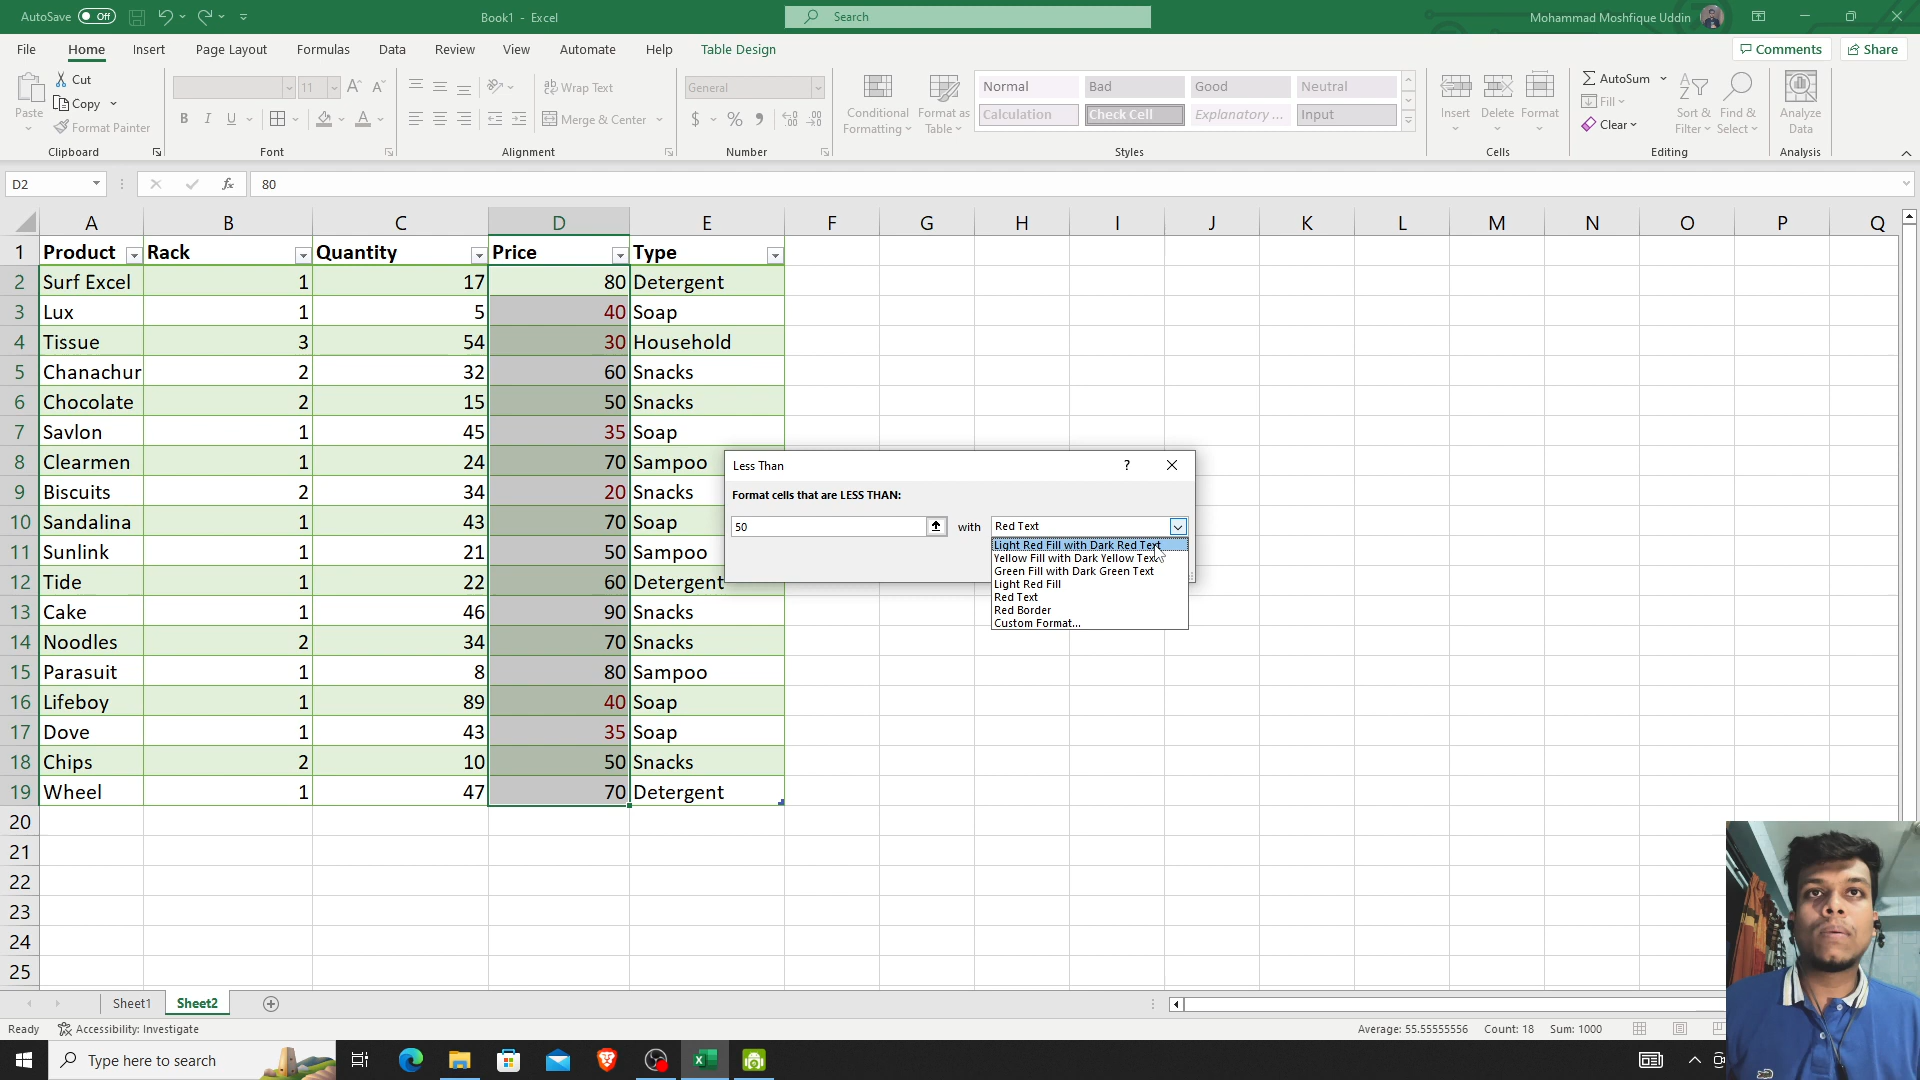 AutoSave Off Book1 - Excel Search Mohammad Moshfique Uddin
File Home Insert Page Layout Formulas Data Review View Automate Help Table Design Comments Share
Paste Cut Copy Format Painter Clipboard
11 B I U Font
Wrap Text Merge & Center Alignment
General $ % Number
Conditional Formatting Format as Table
Normal Bad Good Neutral
Calculation Check Cell Explanatory ... Input
Styles
Insert Delete Format Cells
AutoSum Fill Clear Sort & Filter Find & Select Editing
Analyze Data Analysis
D2 fx 80
A B C D E F G H I J K L M N O P Q
1 Product Rack Quantity Price Type
2 Surf Excel 1 17 80 Detergent
3 Lux 1 5 40 Soap
4 Tissue 3 54 30 Household
5 Chanachur 2 32 60 Snacks
6 Chocolate 2 15 50 Snacks
7 Savlon 1 45 35 Soap
8 Clearmen 1 24 70 Sampoo
9 Biscuits 2 34 20 Snacks
10 Sandalina 1 43 70 Soap
11 Sunlink 1 21 50 Sampoo
12 Tide 1 22 60 Detergent
13 Cake 1 46 90 Snacks
14 Noodles 2 34 70 Snacks
15 Parasuit 1 8 80 Sampoo
16 Lifeboy 1 89 40 Soap
17 Dove 1 43 35 Soap
18 Chips 2 10 50 Snacks
19 Wheel 1 47 70 Detergent
20
21
22
23
24
25
Less Than ?
Format cells that are LESS THAN:
50 with Red Text
Light Red Fill with Dark Red Text
Yellow Fill with Dark Yellow Text
Green Fill with Dark Green Text
Light Red Fill
Red Text
Red Border
Custom Format...
Sheet1 Sheet2
Ready Accessibility: Investigate Average: 55.55555556 Count: 18 Sum: 1000
Type here to search